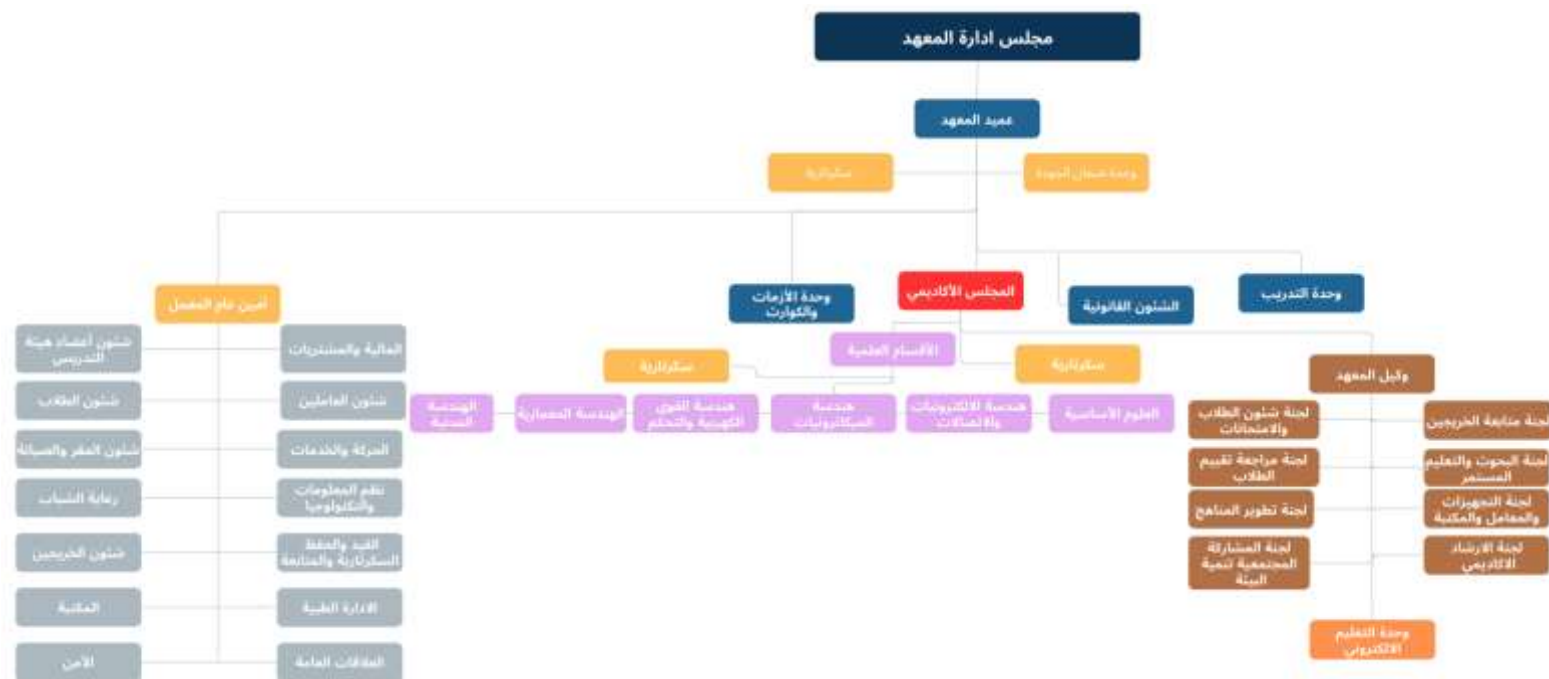 مجلس ادارة المعهد
عميد المعهد
وحدة ضمان الجودة
سكرتارية
وحدة التدريب
الشئون القانونية
المجلس الأكاديمي
وحدة الأزمات
والكوارث
أمين عام
الأقسام العلمية
سكرتارية
سكرتارية
وكيل المعهد
العلوم الأساسية
هندسة الالكترونيات
والاتصالات
هندسة
الميكاترونيات
هندسة القوى
الكهربية والتحكم
الهندسة المعمارية
الهندسة
المدنية
لجنة متابعة الخريجين
لجنة شئون الطلاب
والامتحانات
لجنة البحوث والتعليم
المستمر
لجنة مراجعة تقييم
الطلاب
لجنة التجهيزات
والمعامل والمكتبة
لجنة تطوير المناهج
لجنة الارشاد
الاكاديمي
لجنة المشاركة
المجتمعية تنمية
البيئة
وحدة التعليم
الالكتروني
المالية والمشتريات
شئون أعضاء هيئة
التدريس
شئون العاملين
شئون الطلاب
الحركة والخدمات
شئون المقر والصيانة
نظم المعلومات
والتكنولوجيا
رعاية الشباب
القيد والحفظ
السكرتارية والمتابعة
شئون الخريجين
الادارة الطبية
المكتبة
العلاقات العامة
الأمن